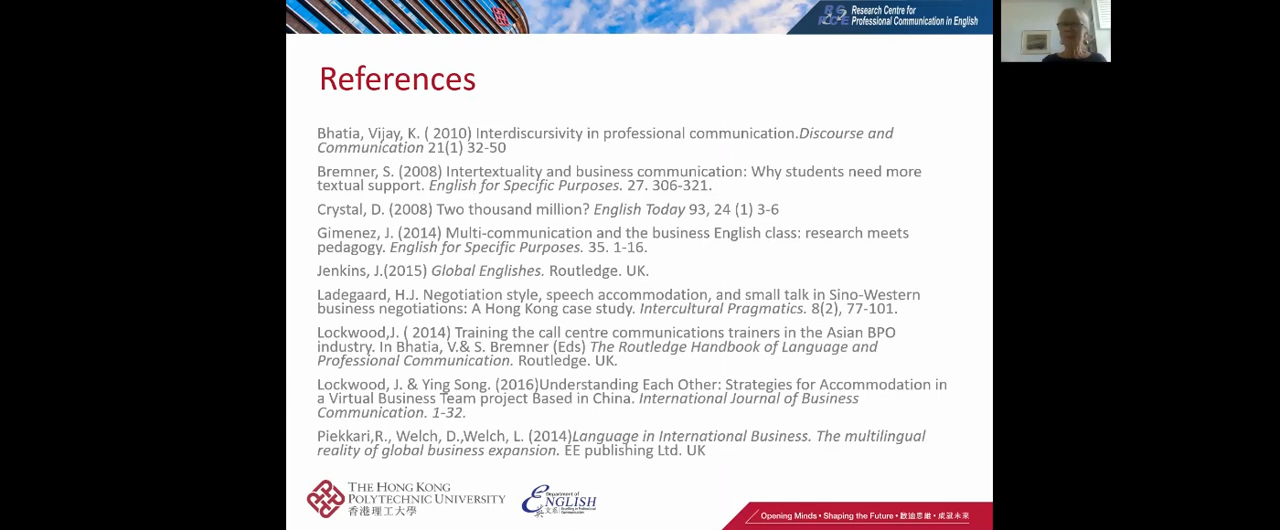 Research Centre for
Professional Communication in English
References
Bhatia, Vijay, K. ( 2010) Interdiscursivity in professional communication.Discourse and
Communication 21(1) 32-50
Bremner, S. (2008) Intertextuality and business communication: Why students need more
textual support. English for Specific Purposes. 27. 306-321.
Crystal, D. (2008) Two thousand million? English Today 93, 24 (1) 3-6
Gimenez, J. (2014) Multi-communication and the business English class: research meets
pedagogy. English for Specific Purposes. 35. 1-16.
Jenkins, J.(2015) Global Englishes. Routledge. UK.
Ladegaard, H.J. Negotiation style, speech accommodation, and small talk in Sino-Western
business negotiations: A Hong Kong case study. Intercultural Pragmatics. 8(2), 77-101.
Lockwood,J. ( 2014) Training the call centre communications trainers in the Asian BPO
industry. In Bhatia, V.& S. Bremner (Eds) The Routledge Handbook of Language and
Professional Communication. Routledge. UK.
Lockwood, J. & Ying Song. (2016)Understanding Each Other: Strategies for Accommodation in
a Virtual Business Team project Based in China. International Journal of Business
Communication. 1-32.
Piekkari,R., Welch, D.,Welch, L. (2014)Language in International Business. The multilingual
reality of global business expansion. EE publishing Ltd. UK
THE HONG KONG
POLYTECHNIC UNIVERSITY
香港理工大學
Department of
ENGLISH
Opening Minds • Shaping the Future • 啟迪思維 • 成就未來